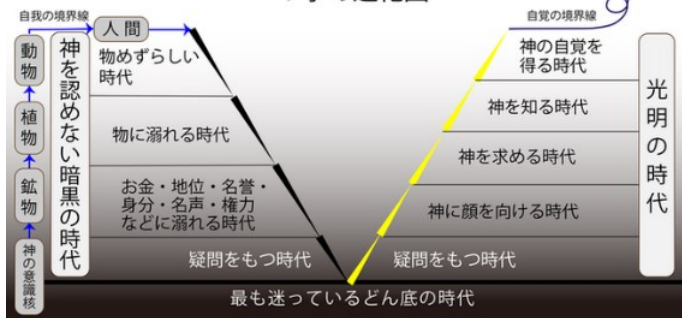 自我の境界線
自覚の境界線
人間
動物
植物
鉱物
神の意識核
神を認めない暗黒の時代
物めずらしい
時代
物に溺れる時代
お金・地位・名誉・
身分・名声・権力
などに溺れる時代
疑問をもつ時代
神の自覚を
得る時代
神を知る時代
神を求める時代
神に顔を向ける時代
疑問をもつ時代
光明の時代
最も迷っているどん底の時代